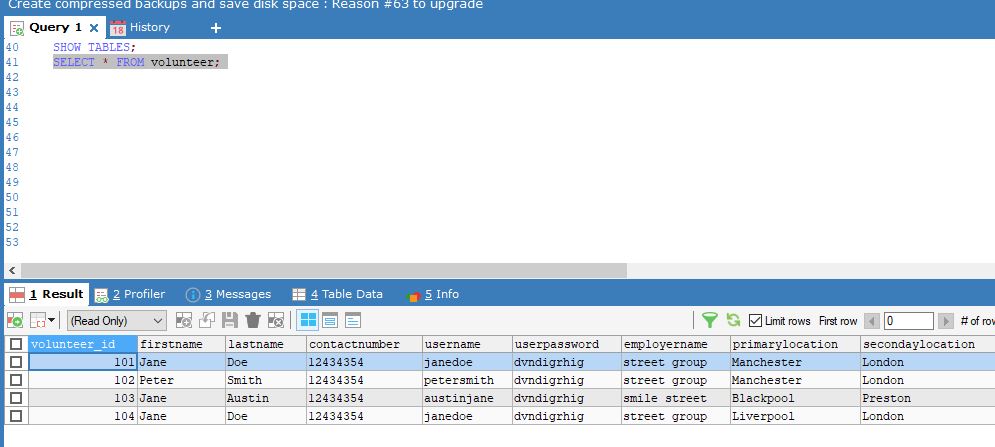 Create compressed backups and save disk space : Reason #63 to upgrade
Query 1 18 History
40 SHOW TABLES;
41 SELECT * FROM volunteer;
42
43
44
45
46
47
48
49
50
51
52
53
1 Result 2 Profiler 3 Messages 4 Table Data 5 Info
(Read Only) Limit rows First row 0 # of row
volunteer_id firstname lastname contactnumber username userpassword employername primarylocation secondaylocation
101 Jane Doe 12434354 janedoe dvndigrhig street group Manchester London
102 Peter Smith 12434354 petersmith dvndigrhig street group Manchester London
103 Jane Austin 12434354 austinjane dvndigrhig smile street Blackpool Preston
104 Jane Doe 12434354 janedoe dvndigrhig street group Liverpool London